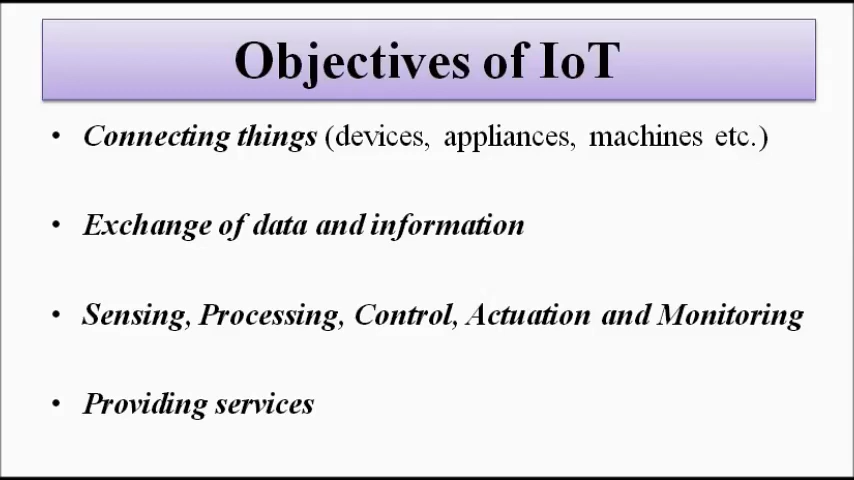 Objectives of IoT
• Connecting things (devices, appliances, machines etc.)
• Exchange of data and information
• Sensing, Processing, Control, Actuation and Monitoring
• Providing services